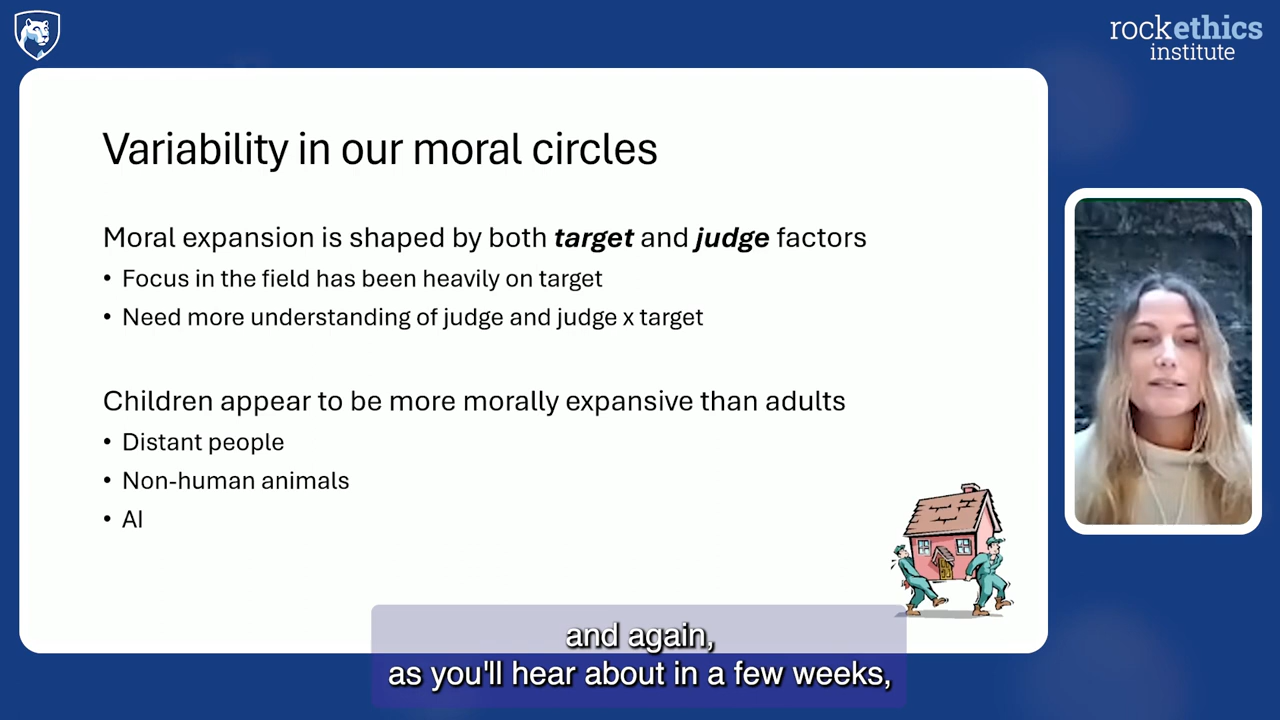 rockethics
institute
Variability in our moral circles
Moral expansion is shaped by both target and judge factors
• Focus in the field has been heavily on target
• Need more understanding of judge and judge x target
Children appear to be more morally expansive than adults
• Distant people
• Non-human animals
• AI
and again,
as you'll hear about in a few weeks,